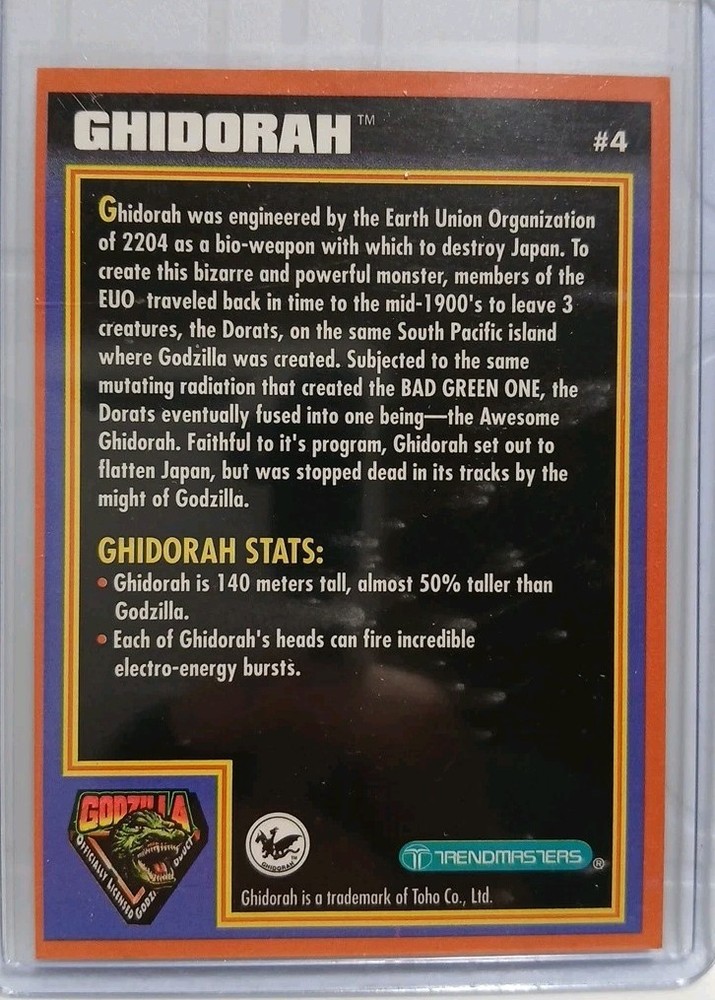 GHIDORAH™
#4
Ghidorah was engineered by the Earth Union Organization
of 2204 as a bio-weapon with which to destroy Japan. To
create this bizarre and powerful monster, members of the
EUO traveled back in time to the mid-1900's to leave 3
creatures, the Dorats, on the same South Pacific island
where Godzilla was created. Subjected to the same
mutating radiation that created the BAD GREEN ONE, the
Dorats eventually fused into one being—the Awesome
Ghidorah. Faithful to it's program, Ghidorah set out to
flatten Japan, but was stopped dead in its tracks by the
might of Godzilla.
GHIDORAH STATS:
• Ghidorah is 140 meters tall, almost 50% taller than
Godzilla.
• Each of Ghidorah's heads can fire incredible
electro-energy bursts.
GODZILLA
OFFICIALLY LICENSED GODZI
DUCT
GHIDORAH™
TRENDMASTERS®
Ghidorah is a trademark of Toho Co., Ltd.